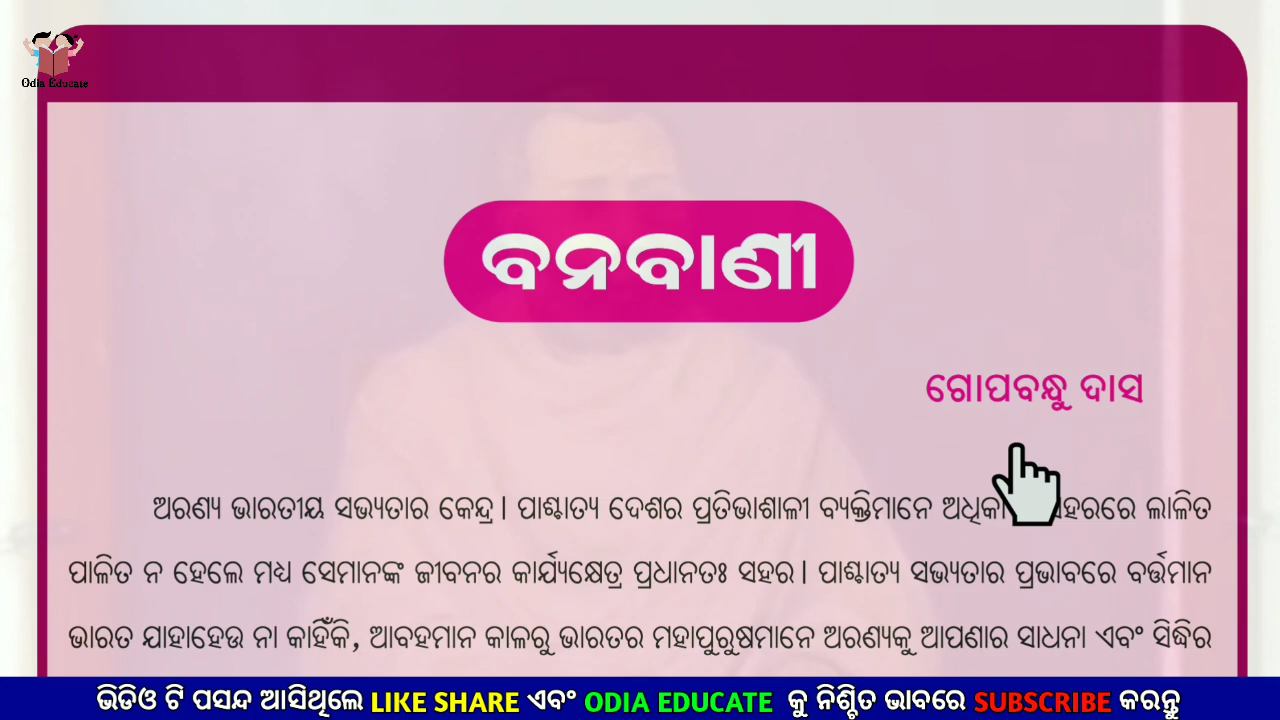 Odia Educate
ବନବାଣୀ
ଗୋପବନ୍ଧୁ ଦାସ
ଅରଣ୍ୟ ଭାରତୀୟ ସଭ୍ୟତାର କେନ୍ଦ୍ର। ପାଶ୍ଚାତ୍ୟ ଦେଶର ପ୍ରତିଭାଶାଳୀ ବ୍ୟକ୍ତିମାନେ ଲାଳିତ
ପାଳିତ ନ ହେଲେ ମଧ୍ୟ ସେମାନଙ୍କ ଜୀବନର କାର୍ଯ୍ୟକ୍ଷେତ୍ର ପ୍ରଧାନତଃ ସହର। ପାଶ୍ଚାତ୍ୟ ସଭ୍ୟତାର ପ୍ରଭାବରେ ବର୍ତ୍ତମାନ
ଭାରତ ଯାହାହେଉ ନା କାହିଁକି, ଆବହମାନ କାଳରୁ ଭାରତର ମହାପୁରୁଷମାନେ ଅରଣ୍ୟକୁ ଆପଣାର ସାଧନା ଏବଂ ସିଦ୍ଧିର
ଭିଡିଓ ଟି ପସନ୍ଦ ଆସିଥିଲେ LIKE SHARE ଏବଂ ODIA EDUCATE କୁ ନିଶ୍ଚିତ ଭାବରେ SUBSCRIBE କରନ୍ତୁ